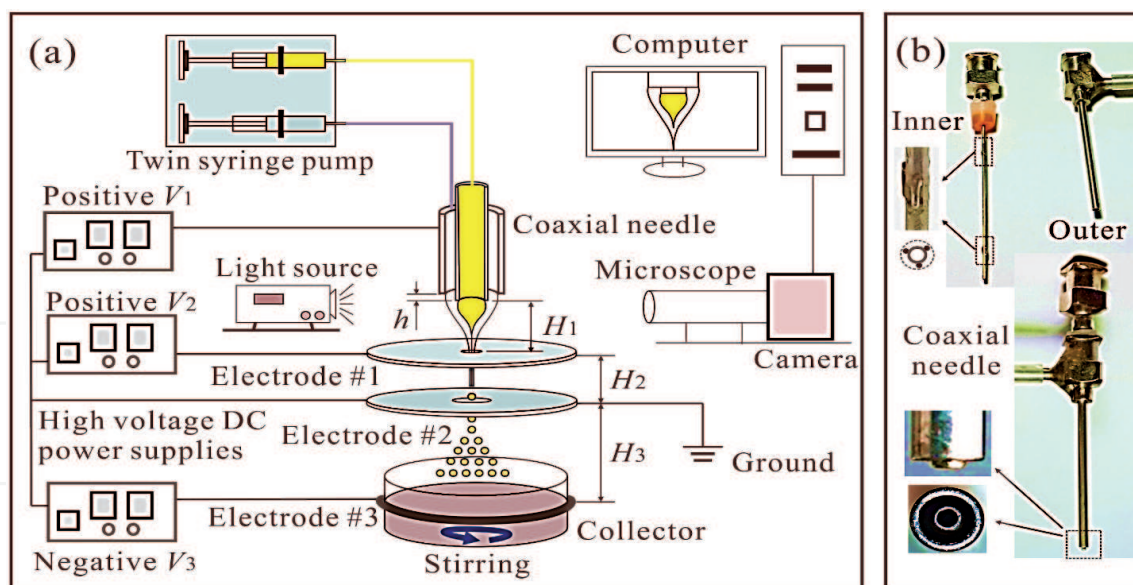 (a)
Twin syringe pump
Computer
Positive V1
Coaxial needle
Light source
Microscope
Positive V2
h
H1
Camera
Electrode #1
H2
High voltage DC
power supplies
Electrode #2
H3
Ground
Electrode #3
Collector
Negative V3
Stirring
(b)
Inner
Outer
Coaxial
needle